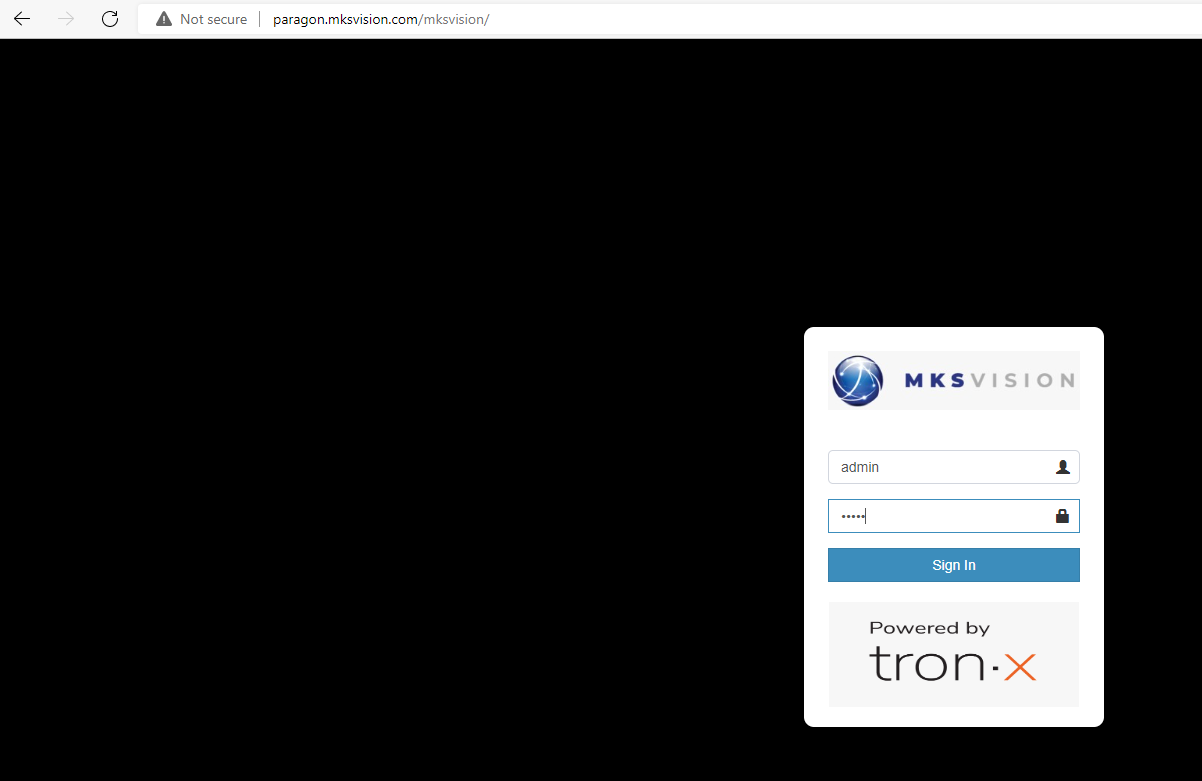 Not secure | paragon.mksvision.com/mksvision/
MKSVISION
admin
•••••
Sign In
Powered by
tron·x